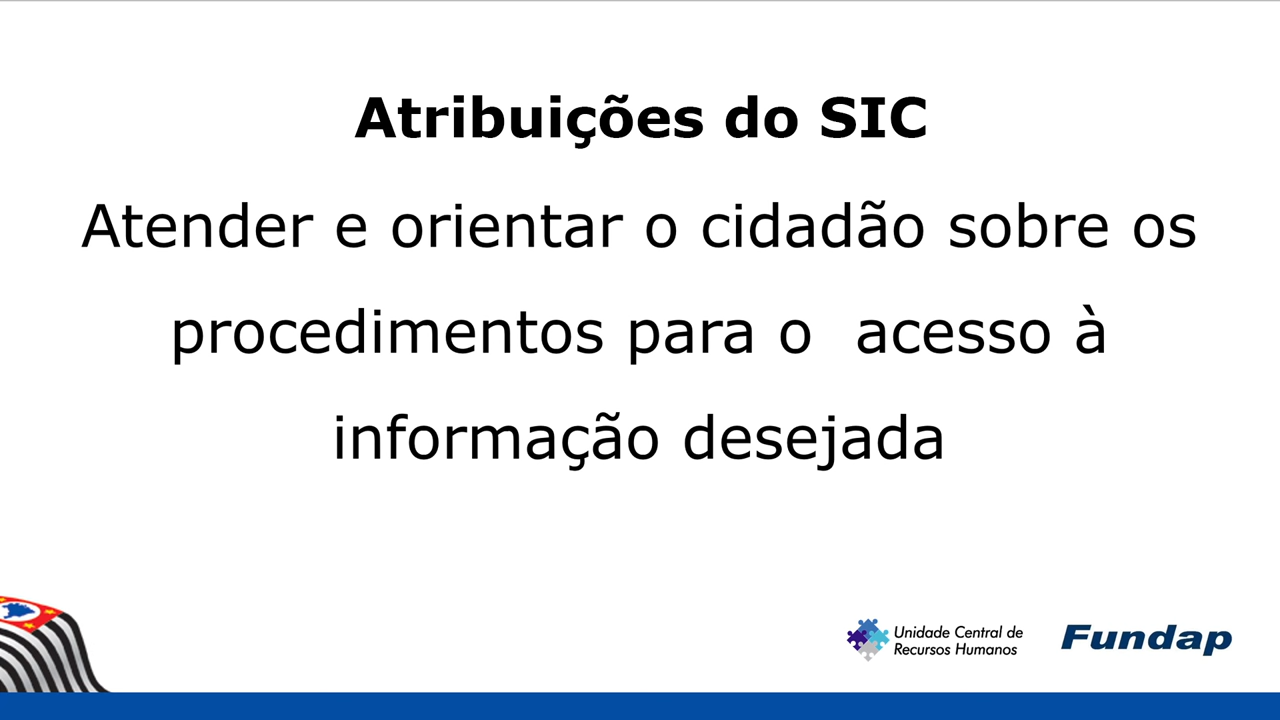 Atribuições do SIC
Atender e orientar o cidadão sobre os
procedimentos para o  acesso à
informação desejada
Unidade Central de
Recursos Humanos
Fundap